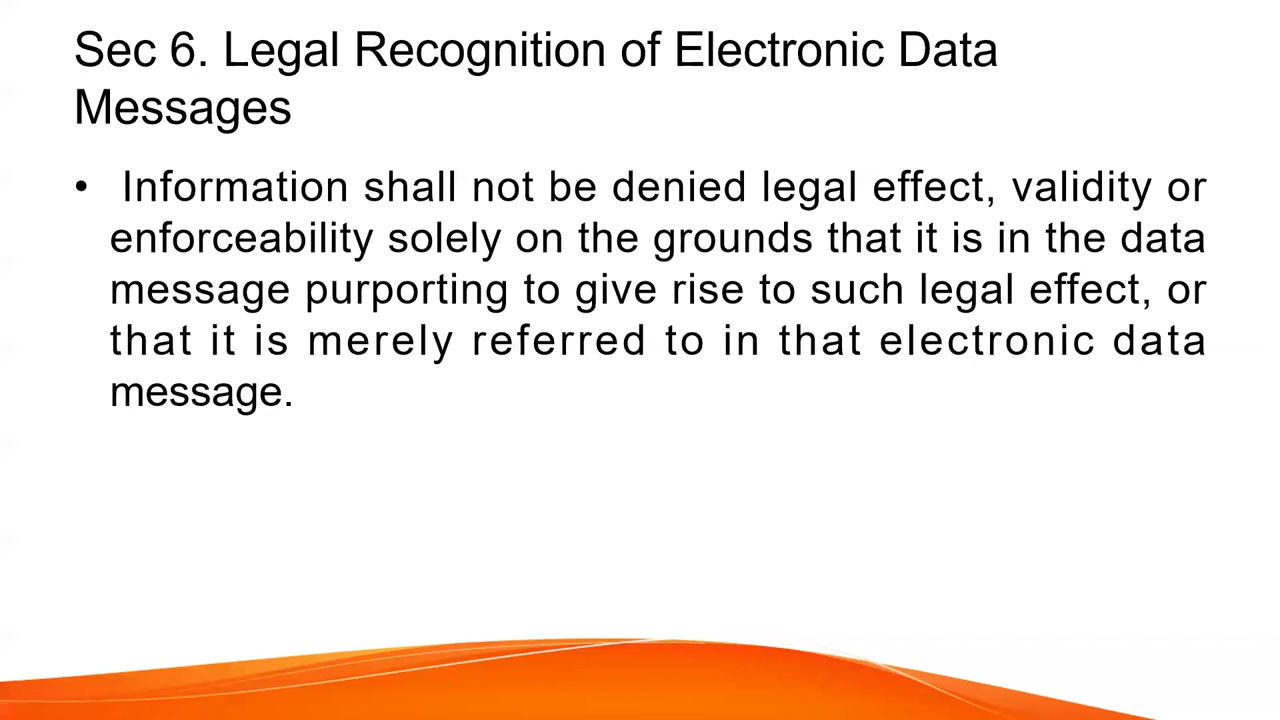 Sec 6. Legal Recognition of Electronic Data
Messages
• Information shall not be denied legal effect, validity or
enforceability solely on the grounds that it is in the data
message purporting to give rise to such legal effect, or
that it is merely referred to in that electronic data
message.